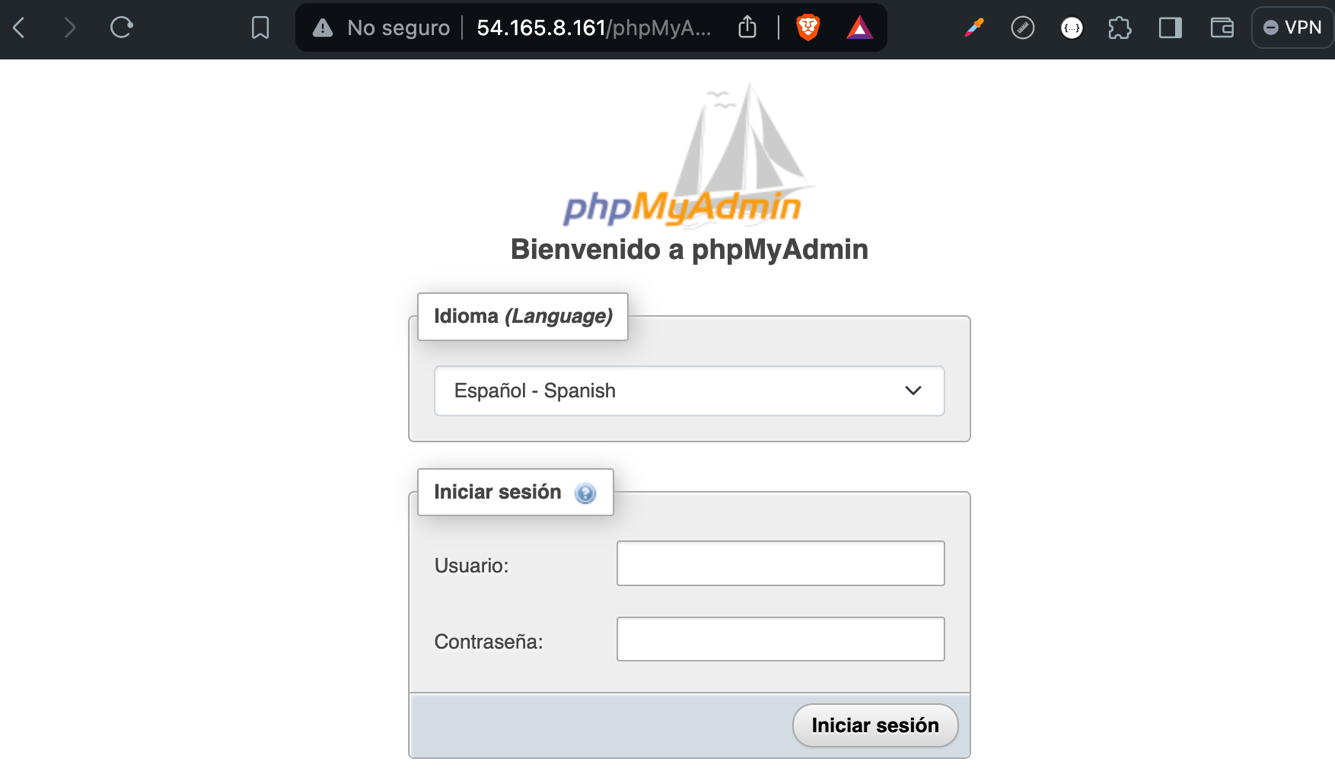 No seguro 54.165.8.161/phpMyA... VPN
phpMyAdmin
Bienvenido a phpMyAdmin
Idioma (Language)
Español - Spanish
Iniciar sesión
Usuario:
Contraseña:
Iniciar sesión